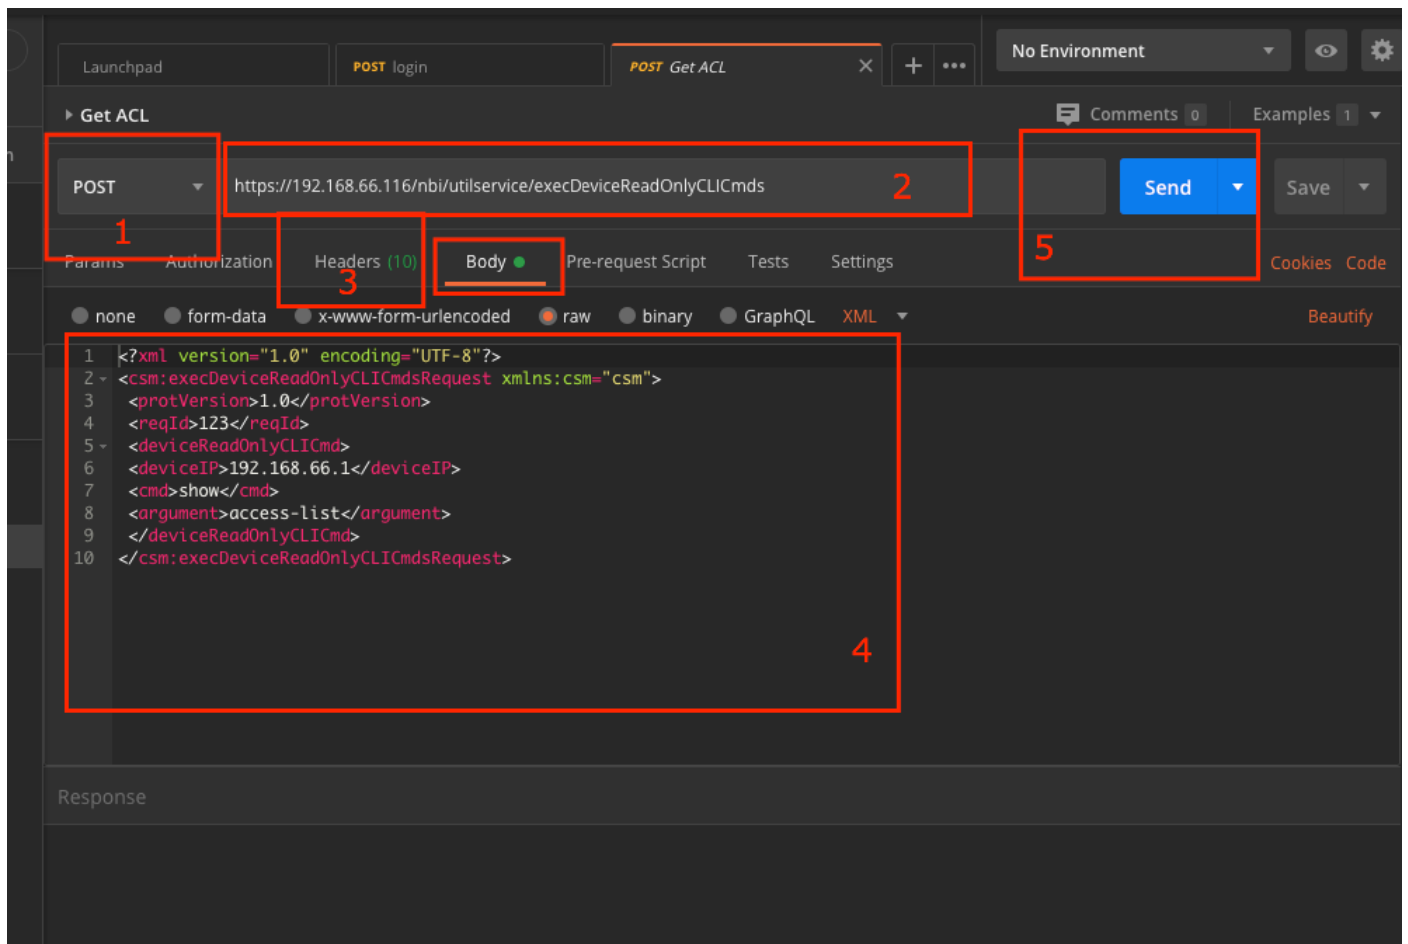 Launchpad POST login POST Get ACL × + ••• No Environment
Get ACL Comments 0 Examples 1
POST https://192.168.66.116/nbi/utilservice/execDeviceReadOnlyCLICmds 2 Send Save
1 5
Params Authorization Headers (10) Body Pre-request Script Tests Settings Cookies Code
3
none form-data x-www-form-urlencoded raw binary GraphQL XML Beautify
1 <?xml version="1.0" encoding="UTF-8"?>
2 <csm:execDeviceReadOnlyCLICmdsRequest xmlns:csm="csm">
3 <protVersion>1.0</protVersion>
4 <reqId>123</reqId>
5 <deviceReadOnlyCLICmd>
6 <deviceIP>192.168.66.1</deviceIP>
7 <cmd>show</cmd>
8 <argument>access-list</argument>
9 </deviceReadOnlyCLICmd>
10 </csm:execDeviceReadOnlyCLICmdsRequest>
4
Response